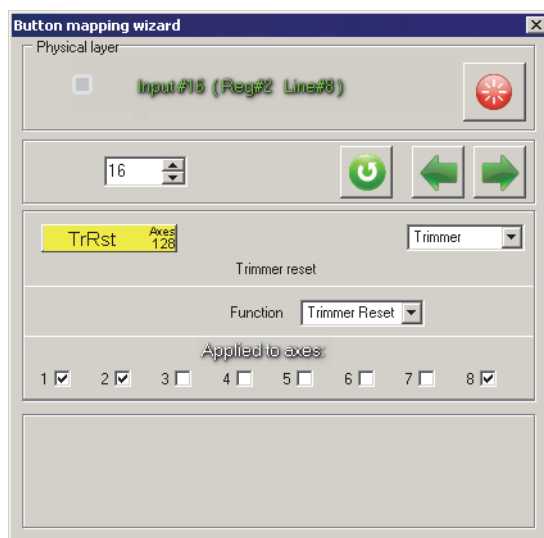 Button mapping wizard
Physical layer
Input #16 (Reg#2 Line#8)
16
TrRst Axes 128
Trimmer
Trimmer reset
Function Trimmer Reset
Applied to axes:
1 2 3 4 5 6 7 8